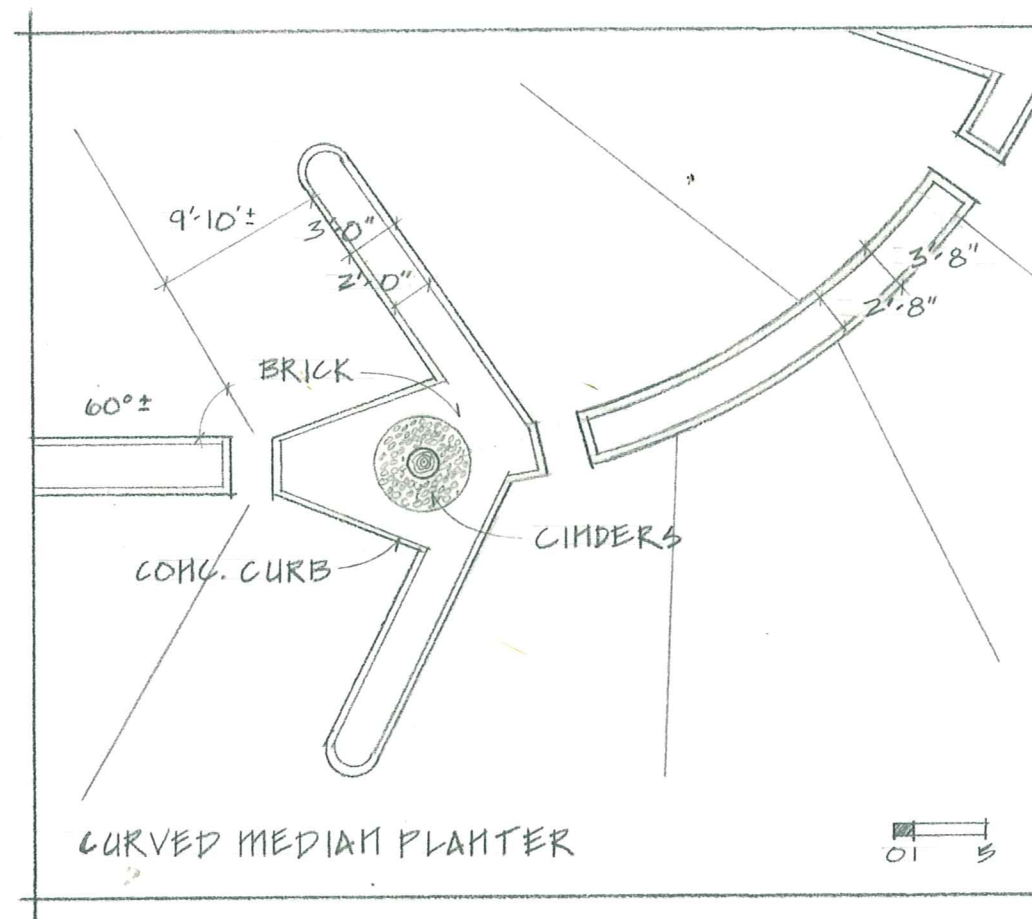 9'-10"±
3'-0"
2'-0"
3'-8"
2'-8"
BRICK
60°±
CINDERS
CONC. CURB
CURVED MEDIAN PLANTER
0 1 5